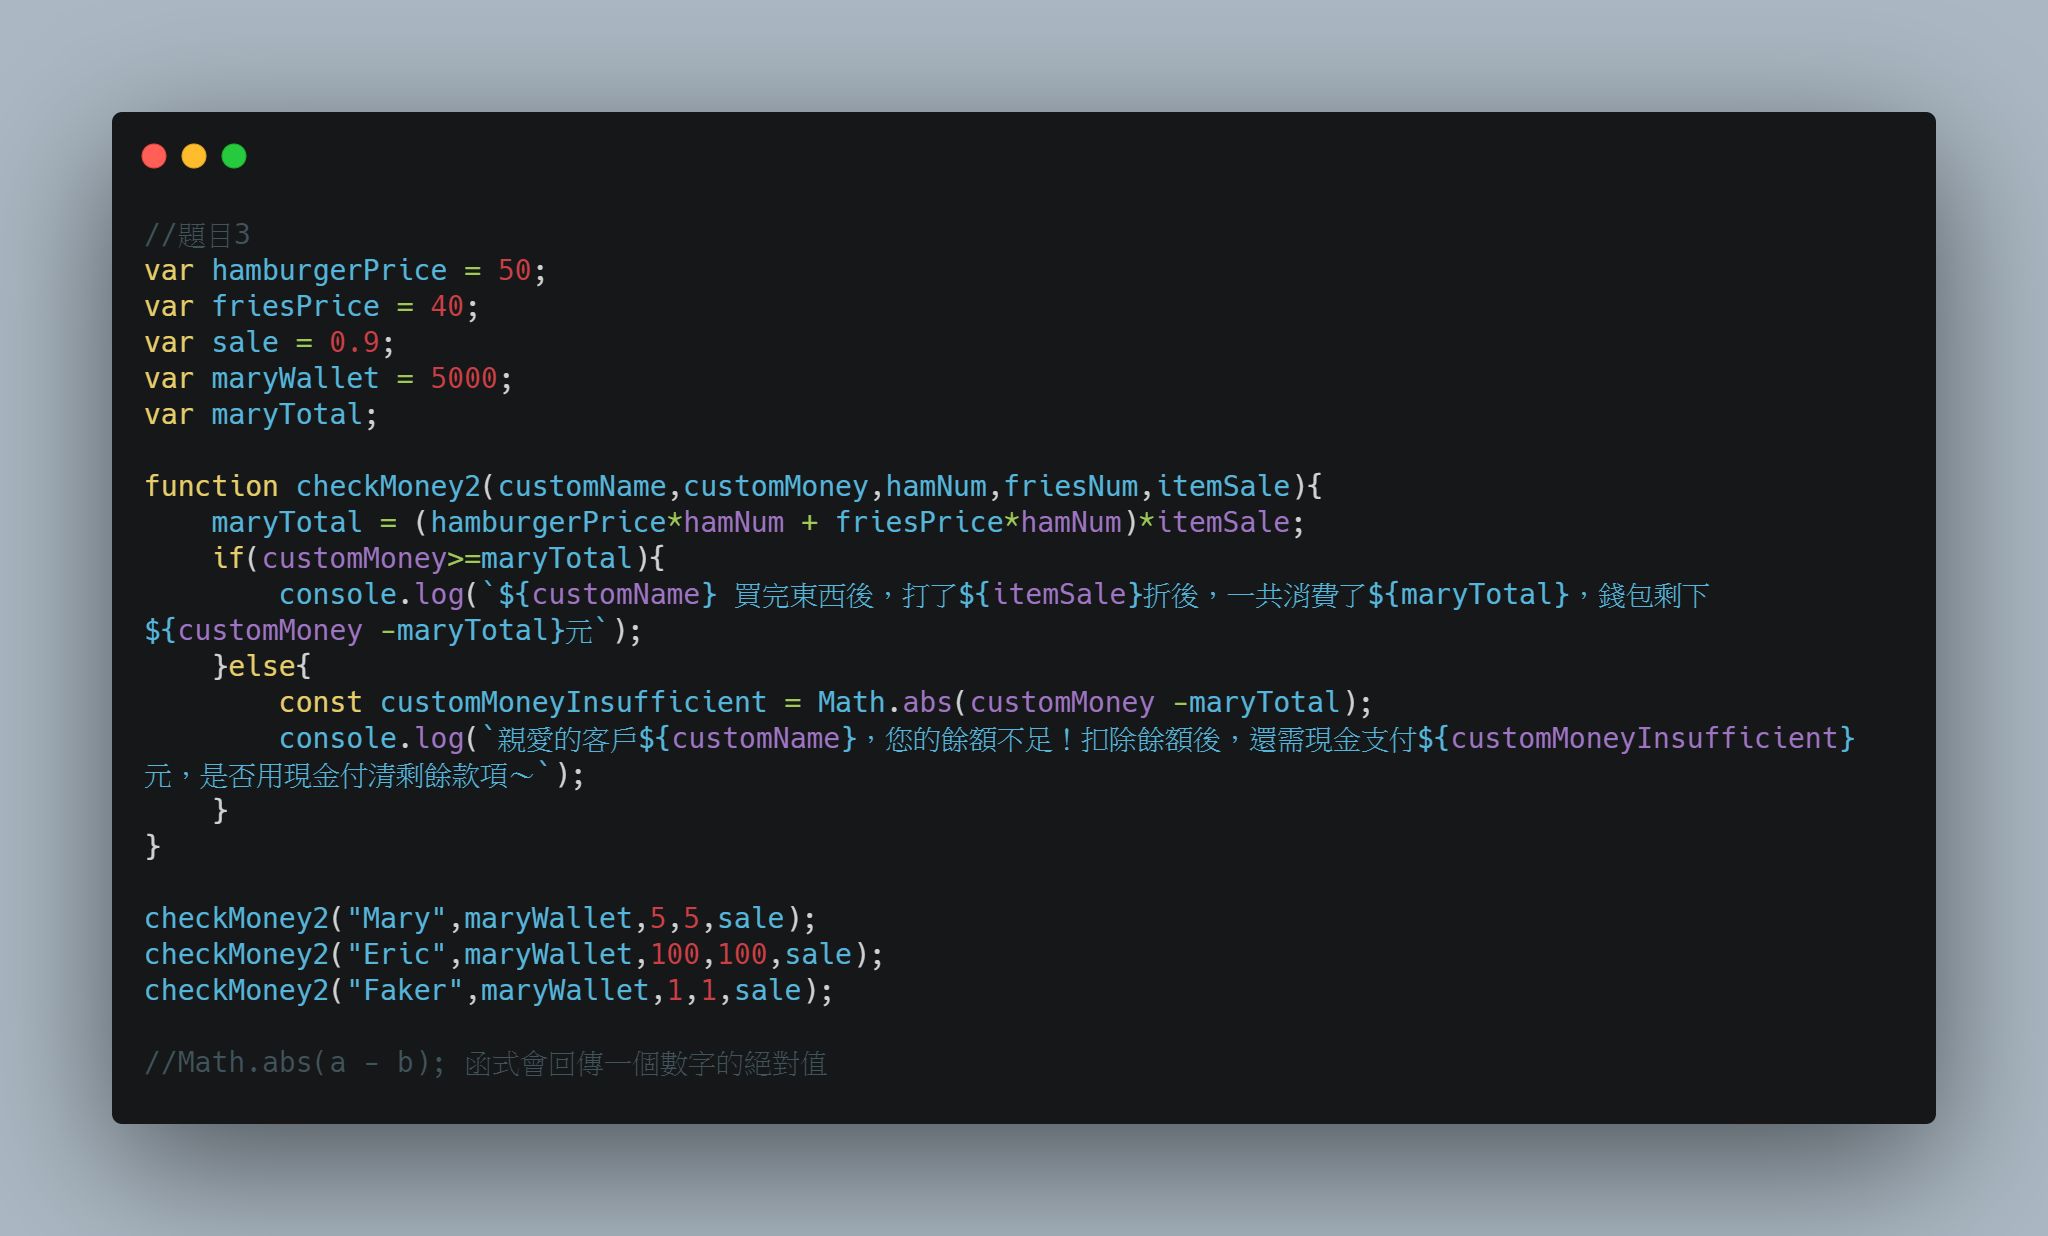 //題目3
var hamburgerPrice = 50;
var friesPrice = 40;
var sale = 0.9;
var maryWallet = 5000;
var maryTotal;

function checkMoney2(customName,customMoney,hamNum,friesNum,itemSale){
    maryTotal = (hamburgerPrice*hamNum + friesPrice*hamNum)*itemSale;
    if(customMoney>=maryTotal){
        console.log(`${customName} 買完東西後，打了${itemSale}折後，一共消費了${maryTotal}，錢包剩下
${customMoney -maryTotal}元`);
    }else{
        const customMoneyInsufficient = Math.abs(customMoney -maryTotal);
        console.log(`親愛的客戶${customName}，您的餘額不足！扣除餘額後，還需現金支付${customMoneyInsufficient}
元，是否用現金付清剩餘款項～`);
    }
}

checkMoney2("Mary",maryWallet,5,5,sale);
checkMoney2("Eric",maryWallet,100,100,sale);
checkMoney2("Faker",maryWallet,1,1,sale);

//Math.abs(a - b); 函式會回傳一個數字的絕對值